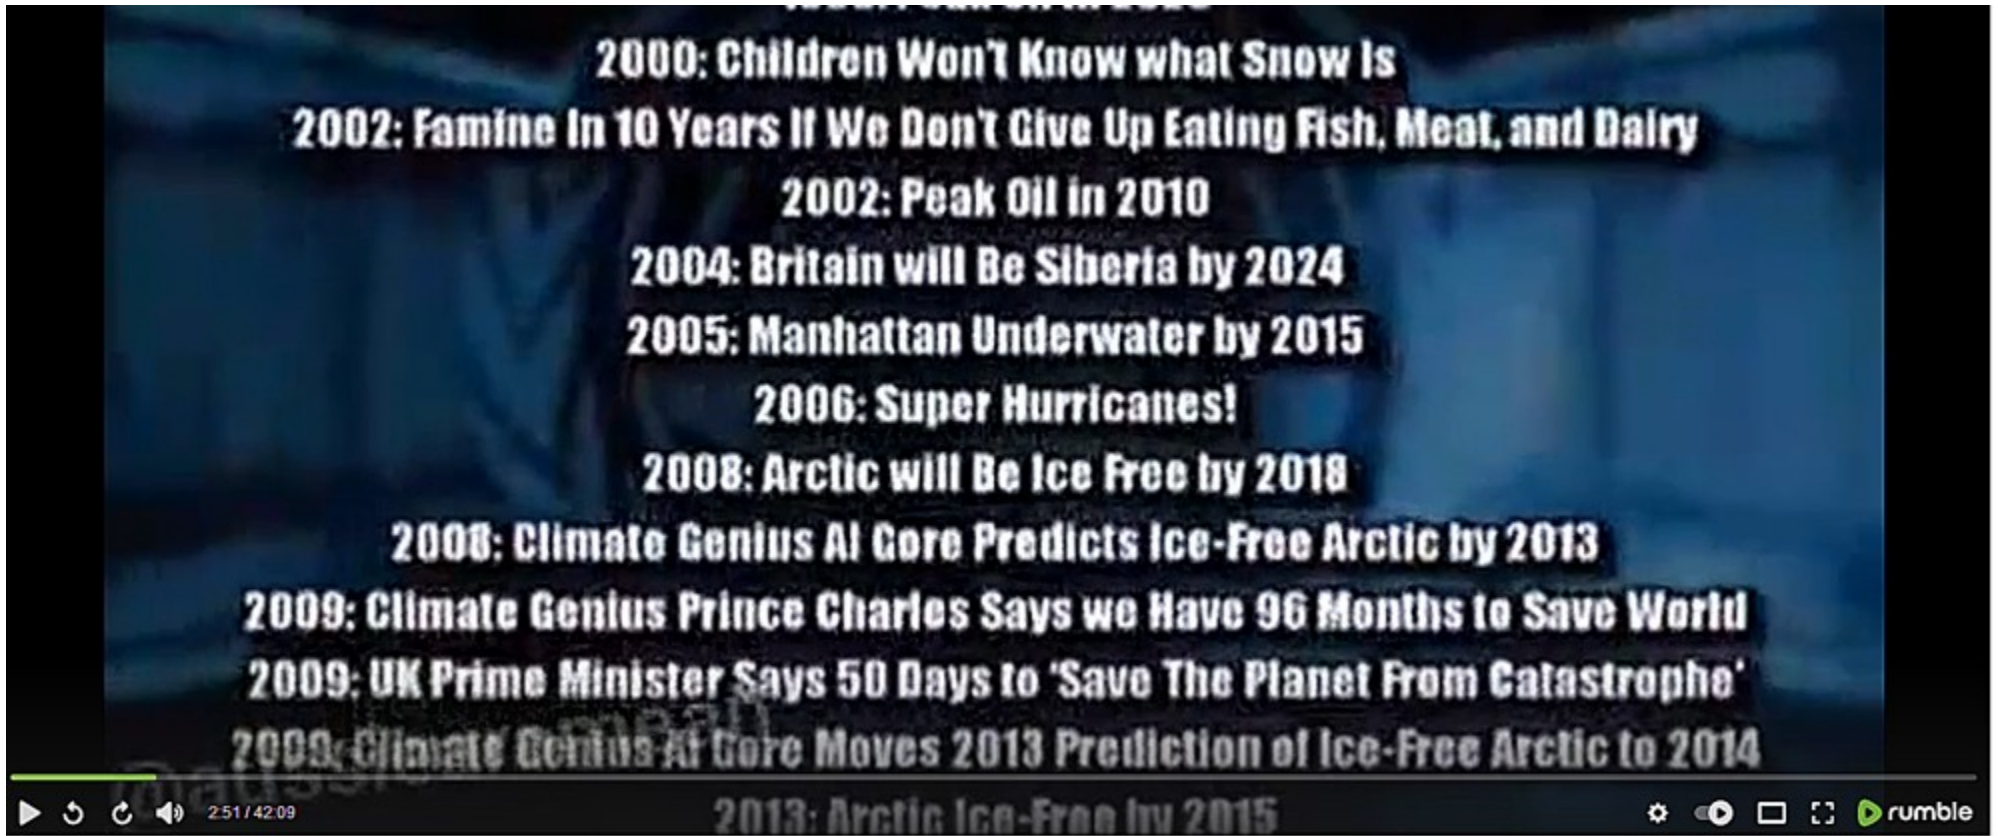 2000: Children Won't Know what Snow Is
2002: Famine In 10 Years If We Don't Give Up Eating Fish, Meat, and Dairy
2002: Peak Oil in 2010
2004: Britain will Be Siberia by 2024
2005: Manhattan Underwater by 2015
2006: Super Hurricanes!
2008: Arctic will Be Ice Free by 2018
2008: Climate Genius Al Gore Predicts Ice-Free Arctic by 2013
2009: Climate Genius Prince Charles Says we Have 96 Months to Save World
2009: UK Prime Minister Says 50 Days to 'Save The Planet From Catastrophe'
2009: Climate Genius Al Gore Moves 2013 Prediction of Ice-Free Arctic to 2014
2013: Arctic Ice-Free by 2015
2:51 / 42:09
rumble